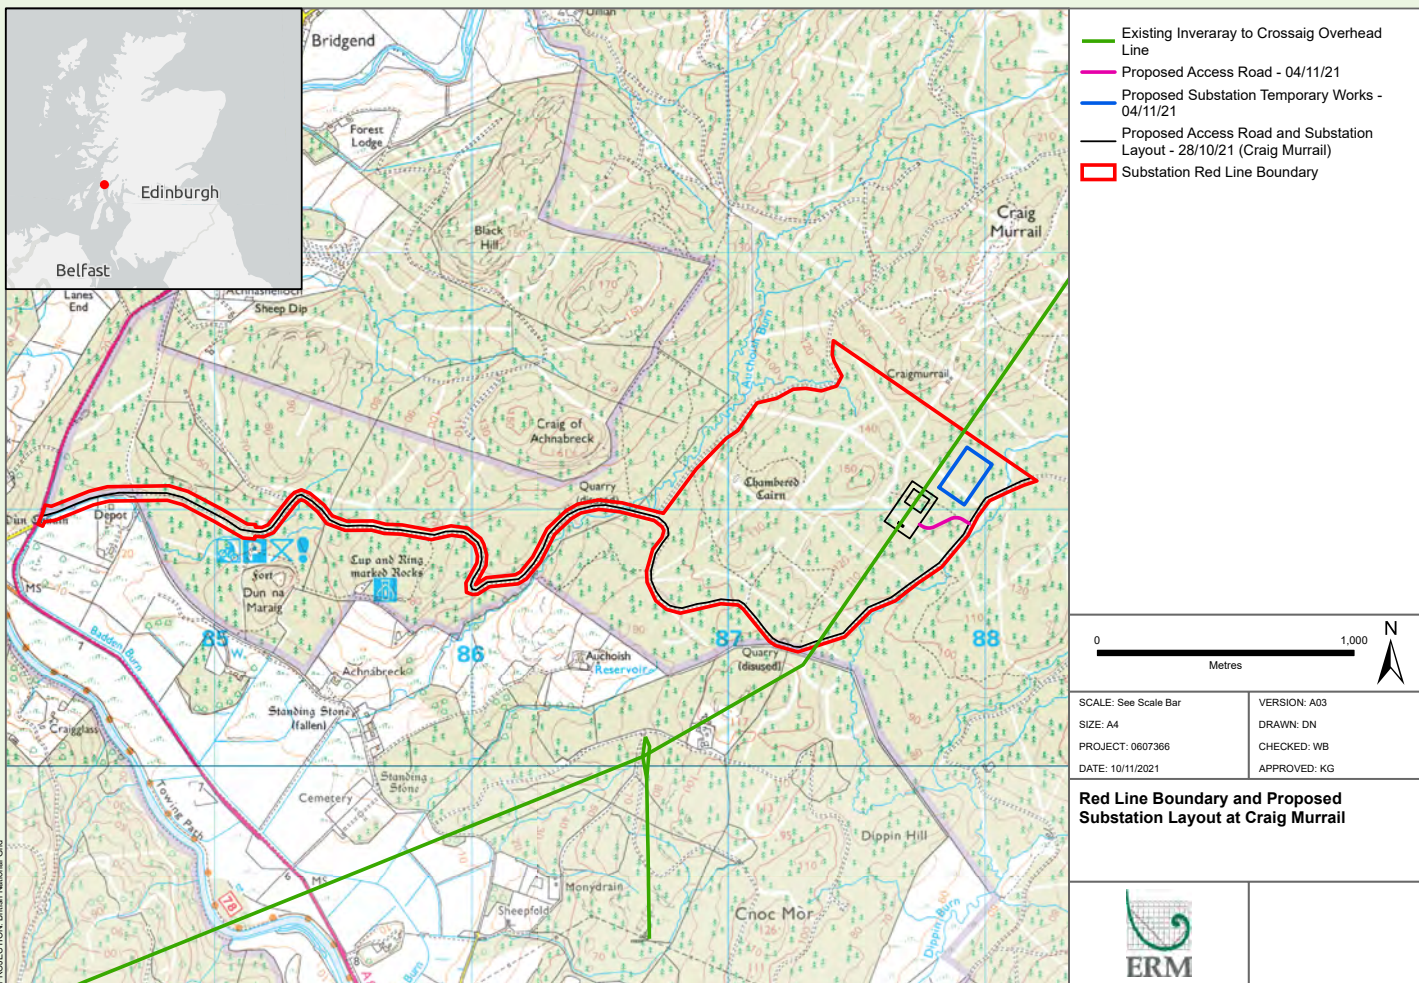 Edinburgh
Belfast
Bridgend
Forest
Lodge
Black
Hill
Craig
Murrail
Lanes
End
Sheep Dip
Auchoish Burn
Craigmurrail
Craig of
Achnabreck
Quarry
(disused)
Chambered
Cairn
Depot
Cup and Ring
marked Rocks
Fort
Dun na
Maraig
MS
Badden Burn
85
86
87
88
W
Achnabreck
Auchoish
Reservoir
Quarry
(disused)
Standing Stone
(fallen)
Craigglass
Standing
Stone
Towing Path
Cemetery
MS
78
Monydrain
Sheepfold
Dippin Hill
Cnoc Mòr
Dippin Burn
Burn
Existing Inveraray to Crossaig Overhead
Line
Proposed Access Road - 04/11/21
Proposed Substation Temporary Works -
04/11/21
Proposed Access Road and Substation
Layout - 28/10/21 (Craig Murrail)
Substation Red Line Boundary
0 1,000
Metres
N
SCALE: See Scale Bar
VERSION: A03
SIZE: A4
DRAWN: DN
PROJECT: 0607366
CHECKED: WB
DATE: 10/11/2021
APPROVED: KG
Red Line Boundary and Proposed
Substation Layout at Craig Murrail
ERM